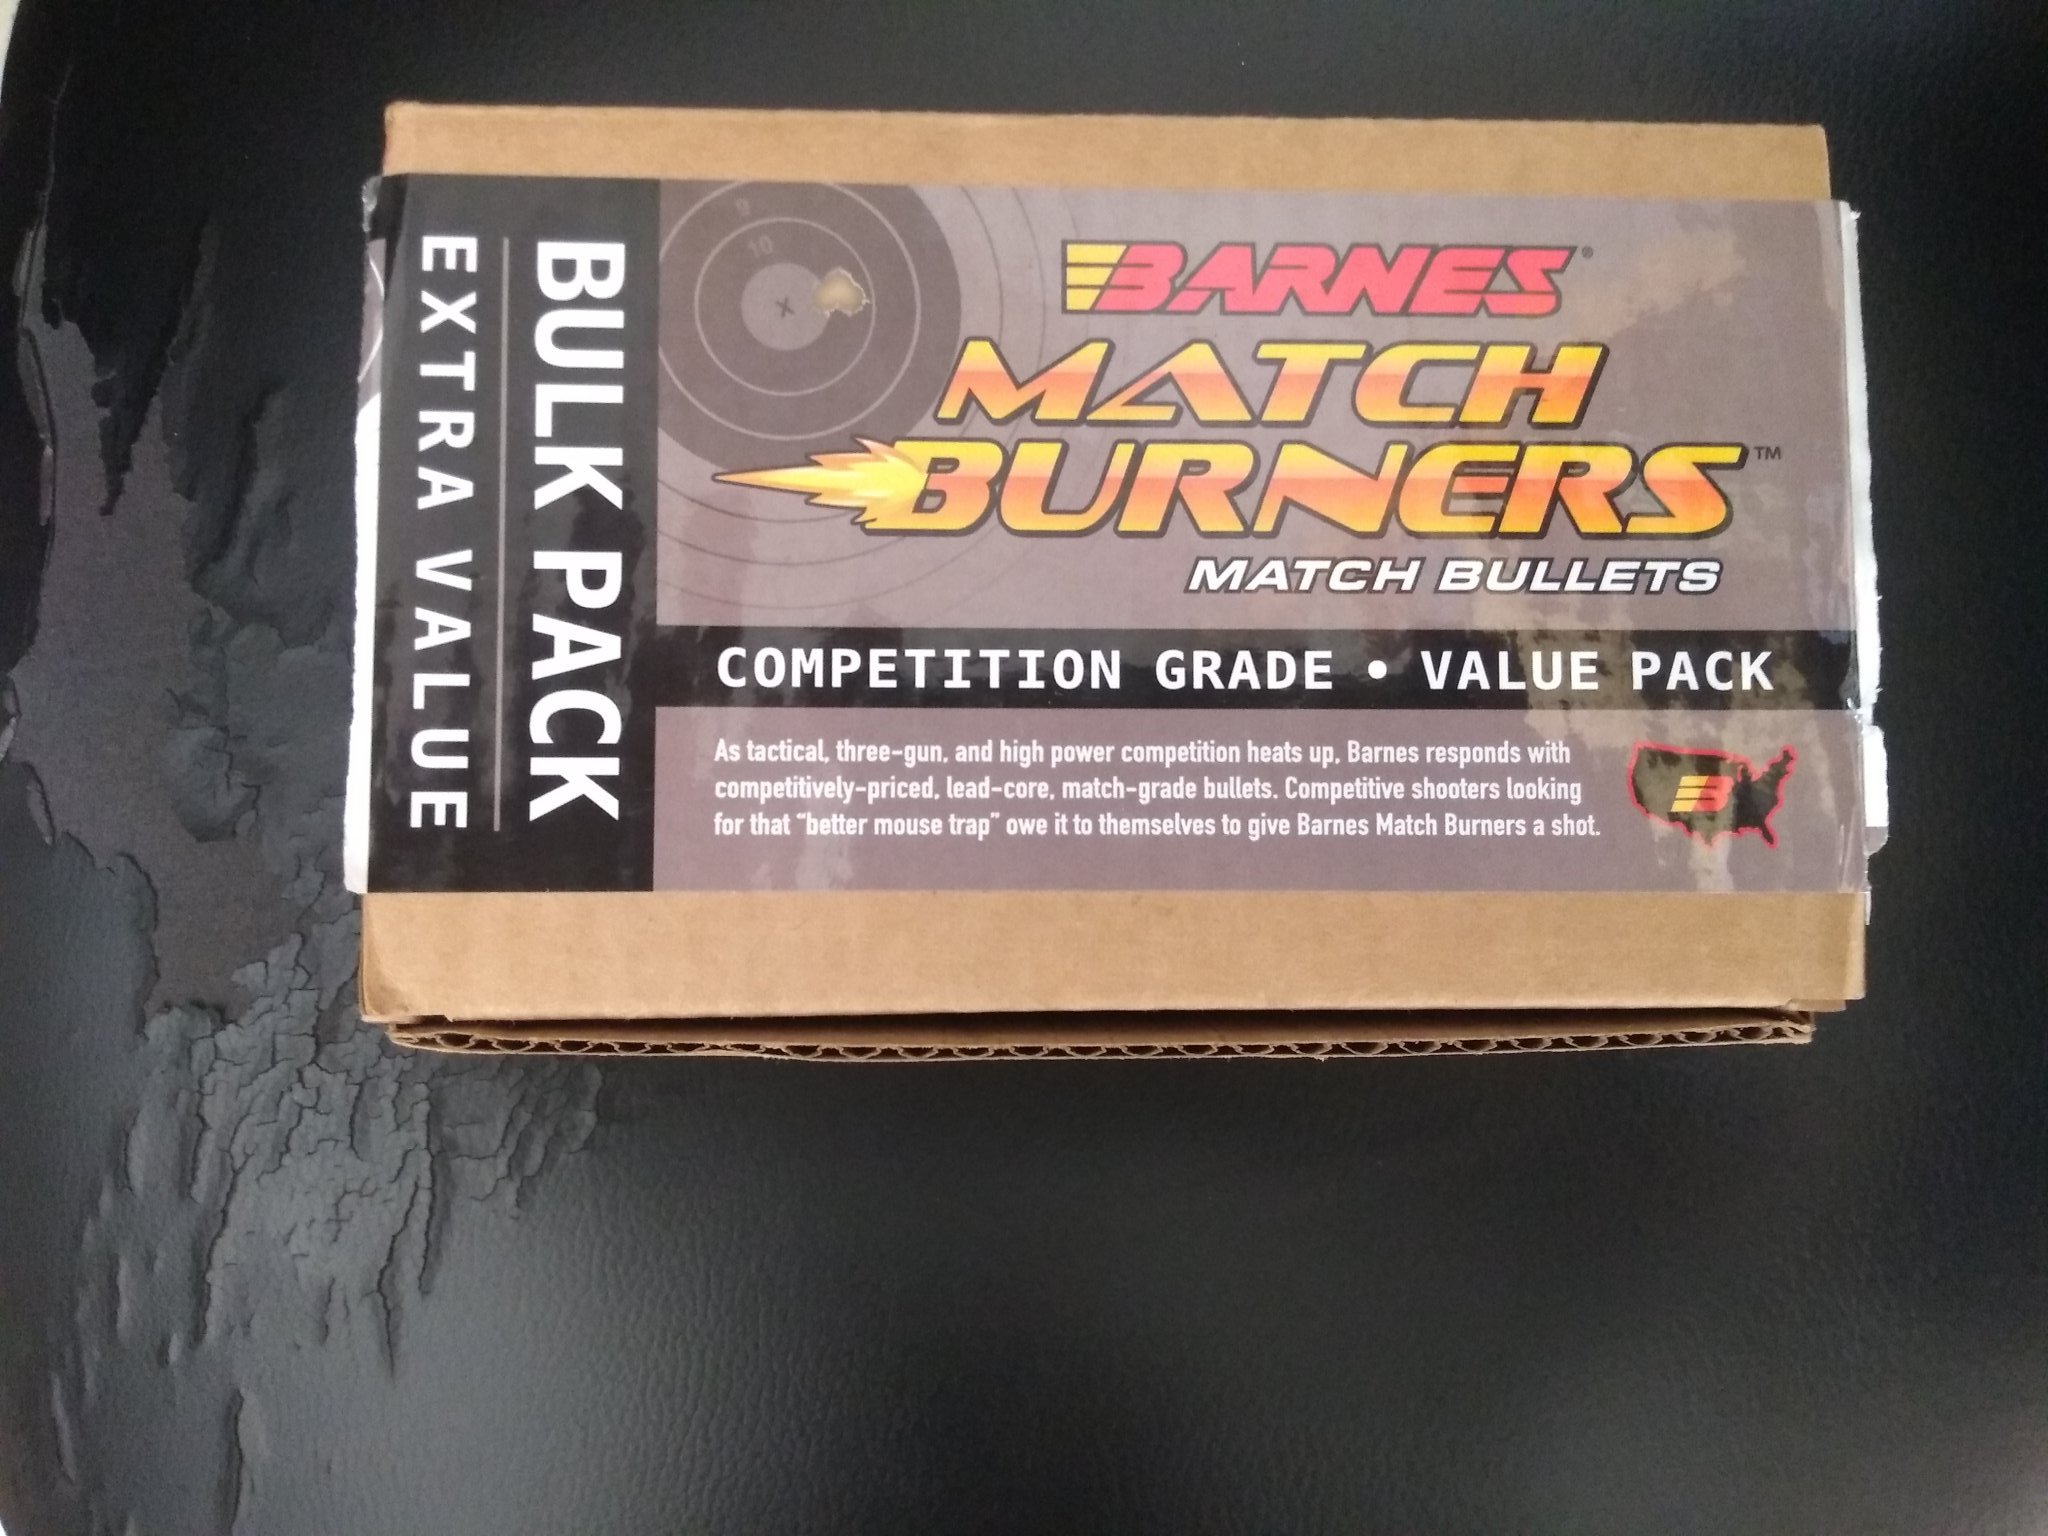 BULK PACK
EXTRA VALUE
9
10
BARNES®
MATCH
BURNERS™
MATCH BULLETS
COMPETITION GRADE • VALUE PACK
As tactical, three-gun, and high power competition heats up, Barnes responds with
competitively-priced, lead-core, match-grade bullets. Competitive shooters looking
for that “better mouse trap” owe it to themselves to give Barnes Match Burners a shot.
B